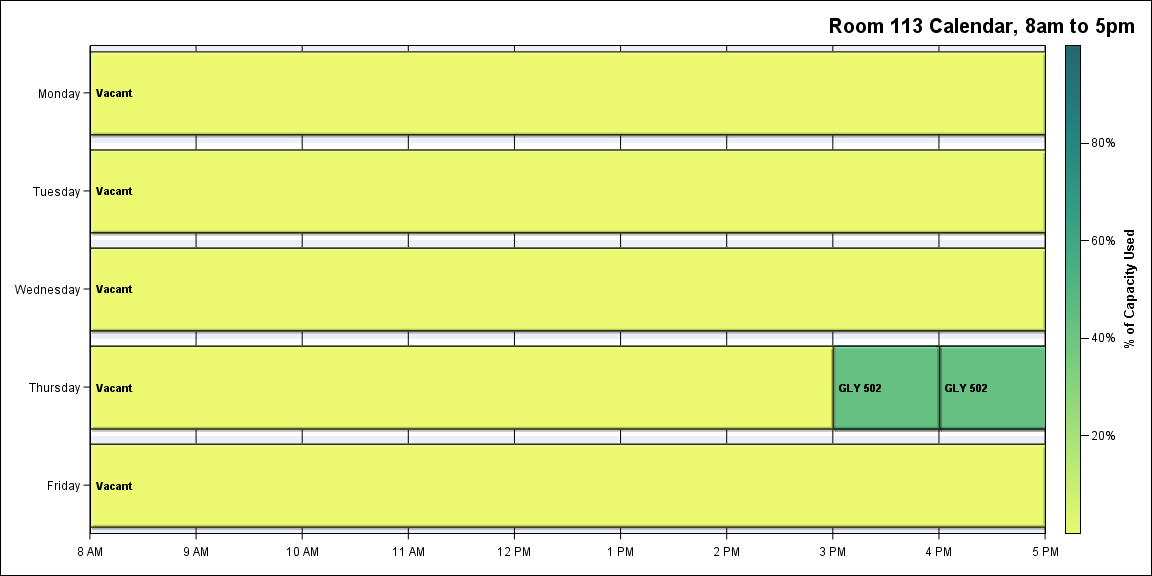 Room 113 Calendar, 8am to 5pm
Monday
Vacant
Tuesday
Vacant
Wednesday
Vacant
Thursday
Vacant
GLY 502
GLY 502
Friday
Vacant
8 AM 9 AM 10 AM 11 AM 12 PM 1 PM 2 PM 3 PM 4 PM 5 PM
80%
60%
40%
20%
% of Capacity Used